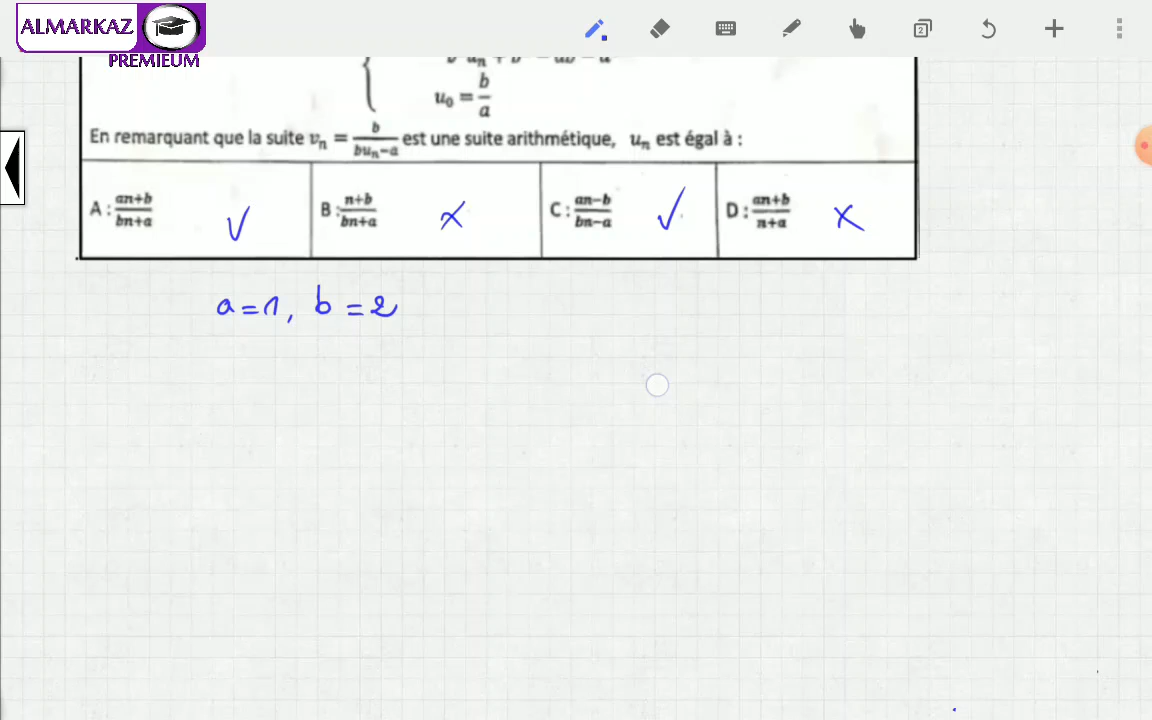 ALMARKAZ
PREMIEUM
2
u₀ = b/a
En remarquant que la suite vₙ = b/(buₙ−a) est une suite arithmétique, uₙ est égal à :
A : (an+b)/(bn+a) B : (n+b)/(bn+a) C : (an−b)/(bn−a) D : (an+b)/(n+a)
a = 1, b = 2